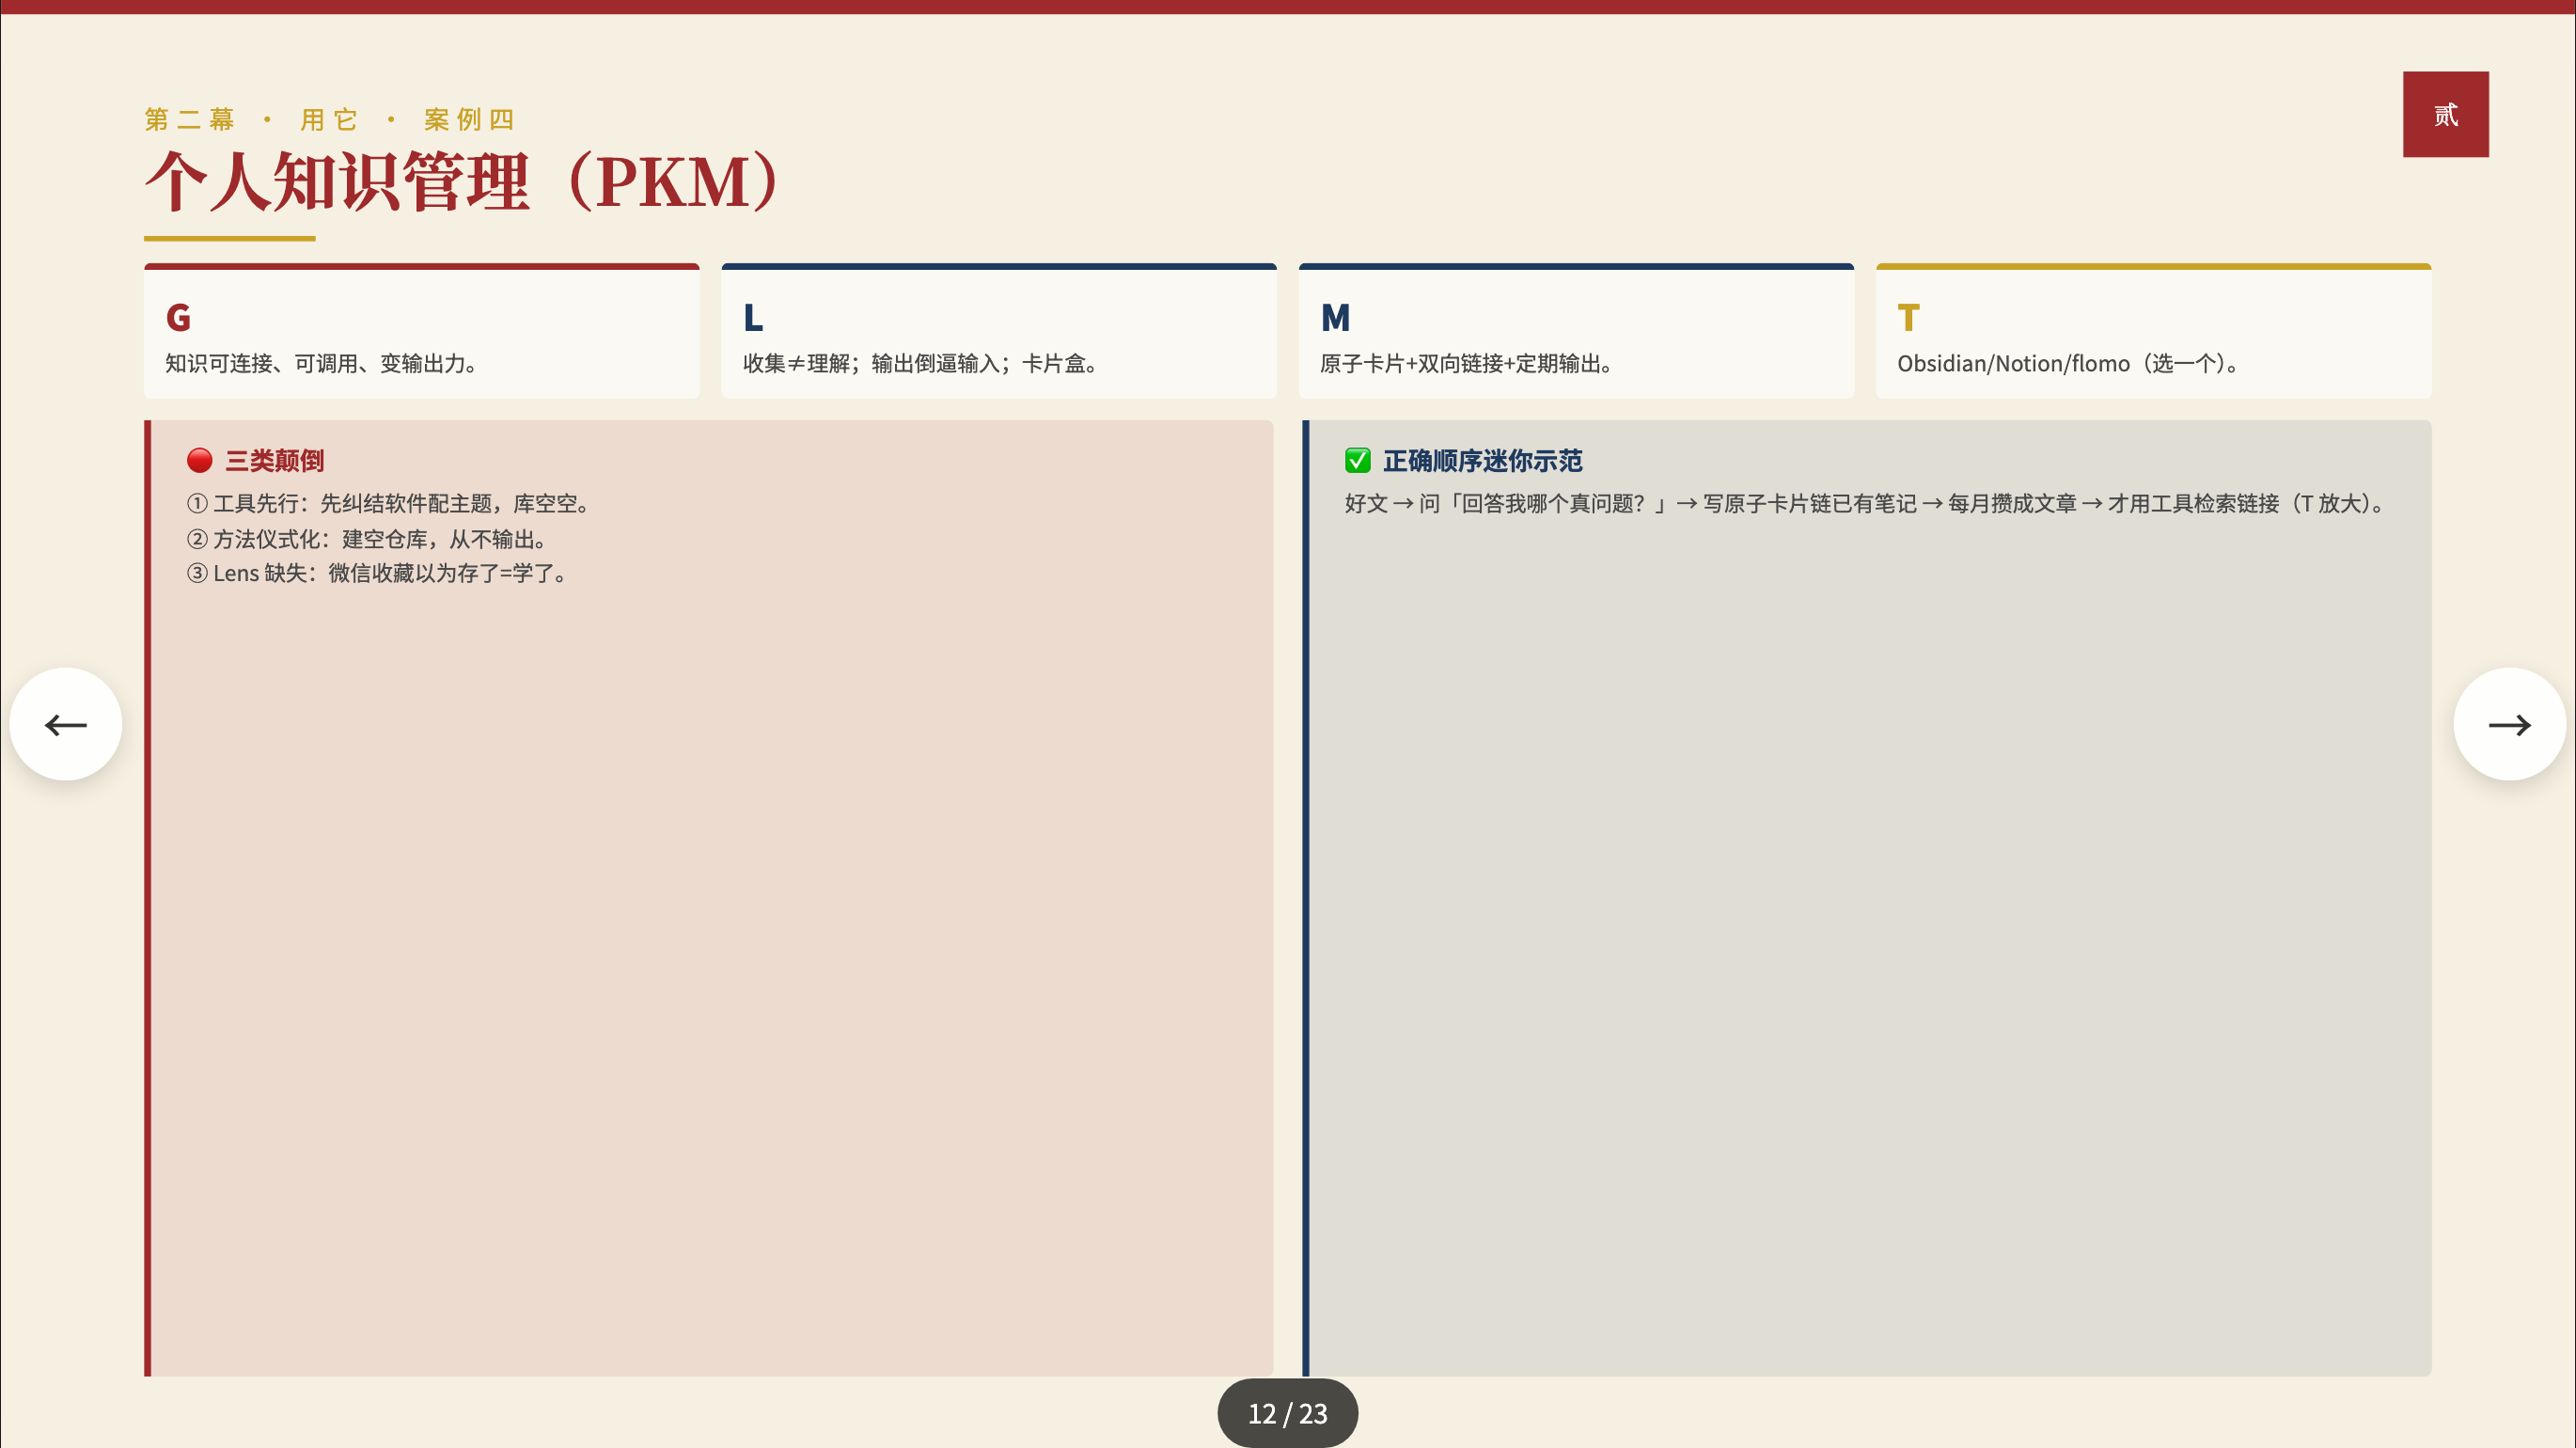 第二幕 · 用它 · 案例四
贰
个人知识管理（PKM）
G
知识可连接、可调用、变输出力。
L
收集≠理解；输出倒逼输入；卡片盒。
M
原子卡片+双向链接+定期输出。
T
Obsidian/Notion/flomo（选一个）。
🔴 三类颠倒
① 工具先行：先纠结软件配主题，库空空。
② 方法仪式化：建空仓库，从不输出。
③ Lens 缺失：微信收藏以为存了=学了。
✅ 正确顺序迷你示范
好文 → 问「回答我哪个真问题？」→ 写原子卡片链已有笔记 → 每月攒成文章 → 才用工具检索链接（T 放大）。
←
→
12 / 23